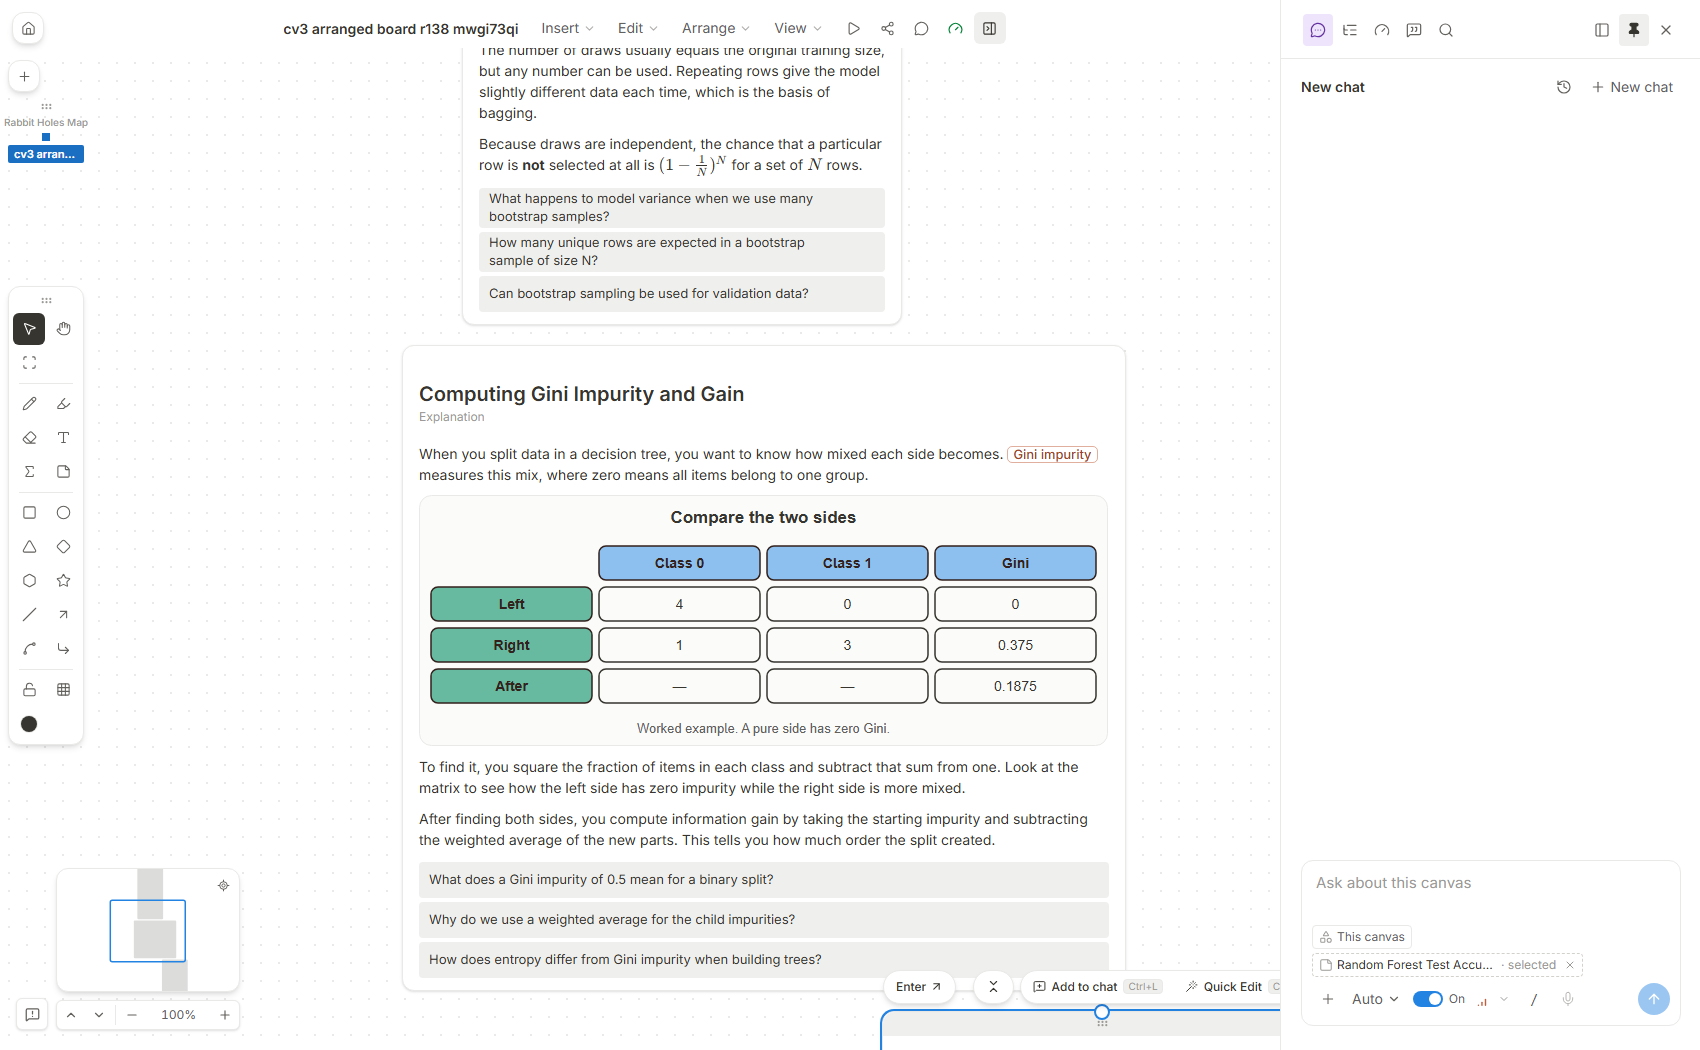 cv3 arranged board r138 mwgi73qi
Insert
Edit
Arrange
View
Rabbit Holes Map
cv3 arran...
The number of draws usually equals the original training size,
but any number can be used. Repeating rows give the model
slightly different data each time, which is the basis of
bagging.
Because draws are independent, the chance that a particular
row is not selected at all is (1 − 1/N)^N for a set of N rows.
What happens to model variance when we use many
bootstrap samples?
How many unique rows are expected in a bootstrap
sample of size N?
Can bootstrap sampling be used for validation data?
Computing Gini Impurity and Gain
Explanation
When you split data in a decision tree, you want to know how mixed each side becomes. Gini impurity
measures this mix, where zero means all items belong to one group.
Compare the two sides
Class 0 Class 1 Gini
Left 4 0 0
Right 1 3 0.375
After — — 0.1875
Worked example. A pure side has zero Gini.
To find it, you square the fraction of items in each class and subtract that sum from one. Look at the
matrix to see how the left side has zero impurity while the right side is more mixed.
After finding both sides, you compute information gain by taking the starting impurity and subtracting
the weighted average of the new parts. This tells you how much order the split created.
What does a Gini impurity of 0.5 mean for a binary split?
Why do we use a weighted average for the child impurities?
How does entropy differ from Gini impurity when building trees?
Enter
Add to chat Ctrl+L
Quick Edit C
100%
New chat
New chat
Ask about this canvas
This canvas
Random Forest Test Accu... · selected
Auto
On
/